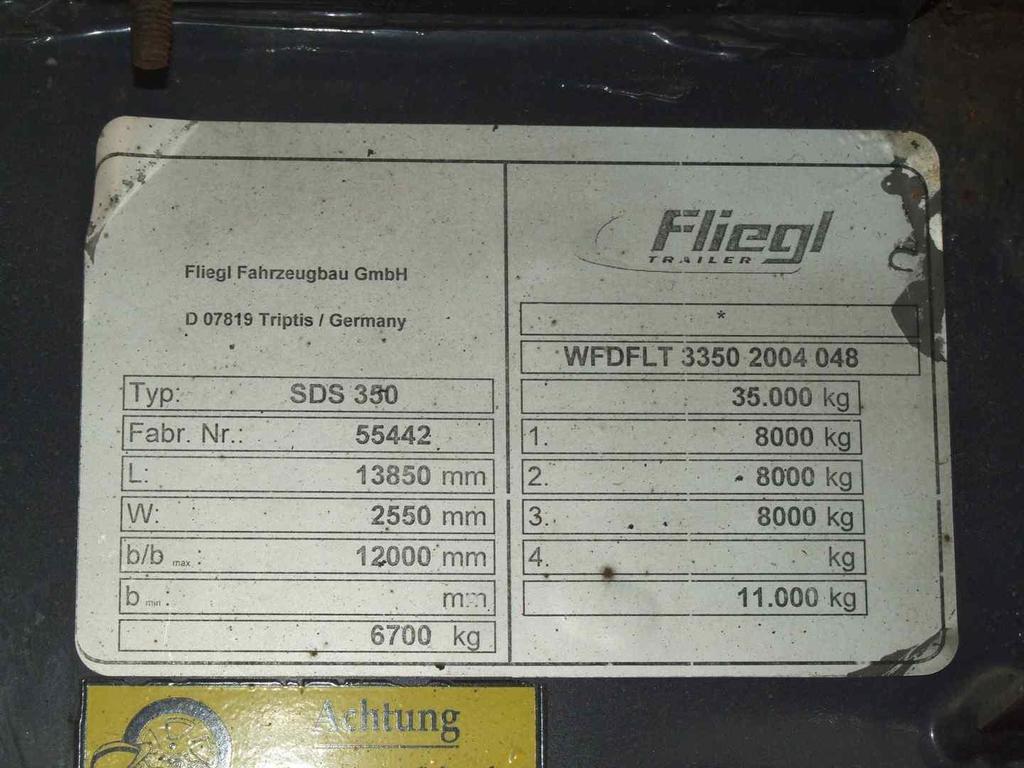 Fliegl Fahrzeugbau GmbH
D 07819 Triptis / Germany
Typ: SDS 350
Fabr. Nr.: 55442
L: 13850 mm
W: 2550 mm
b/b max.: 12000 mm
b min. mm
6700 kg
Fliegl
TRAILER
*
WFDFLT 3350 2004 048
35.000 kg
1. 8000 kg
2. 8000 kg
3. 8000 kg
4. kg
11.000 kg
Achtung